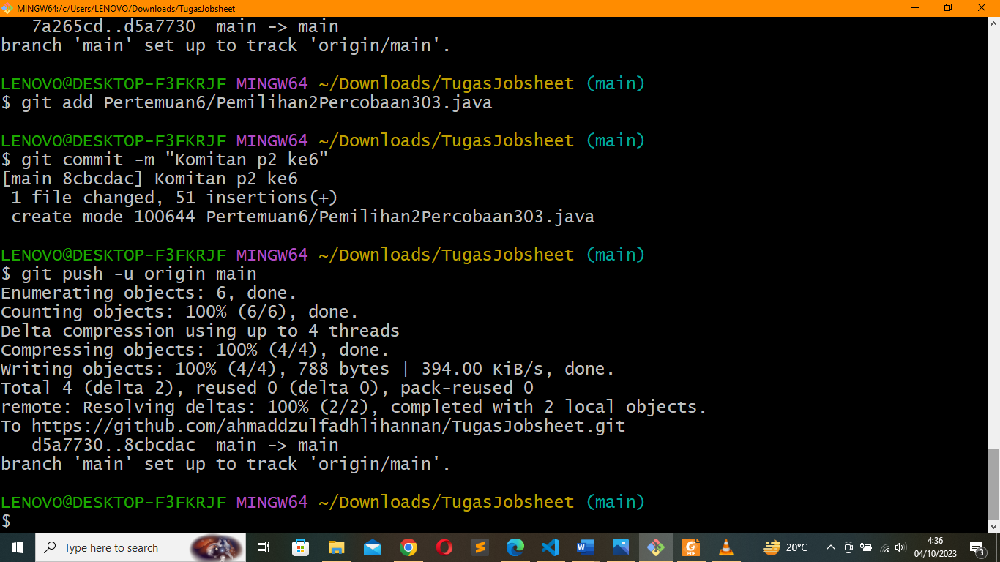 MINGW64:/c/Users/LENOVO/Downloads/TugasJobsheet
7a265cd..d5a7730  main -> main
branch 'main' set up to track 'origin/main'.
LENOVO@DESKTOP-F3FKRJF MINGW64 ~/Downloads/TugasJobsheet (main)
$ git add Pertemuan6/Pemilihan2Percobaan303.java
LENOVO@DESKTOP-F3FKRJF MINGW64 ~/Downloads/TugasJobsheet (main)
$ git commit -m "Komitan p2 ke6"
[main 8cbcdac] Komitan p2 ke6
1 file changed, 51 insertions(+)
create mode 100644 Pertemuan6/Pemilihan2Percobaan303.java
LENOVO@DESKTOP-F3FKRJF MINGW64 ~/Downloads/TugasJobsheet (main)
$ git push -u origin main
Enumerating objects: 6, done.
Counting objects: 100% (6/6), done.
Delta compression using up to 4 threads
Compressing objects: 100% (4/4), done.
Writing objects: 100% (4/4), 788 bytes | 394.00 KiB/s, done.
Total 4 (delta 2), reused 0 (delta 0), pack-reused 0
remote: Resolving deltas: 100% (2/2), completed with 2 local objects.
To https://github.com/ahmaddzulfadhlihannan/TugasJobsheet.git
d5a7730..8cbcdac  main -> main
branch 'main' set up to track 'origin/main'.
LENOVO@DESKTOP-F3FKRJF MINGW64 ~/Downloads/TugasJobsheet (main)
$
Type here to search
20°C
4:36
04/10/2023
3